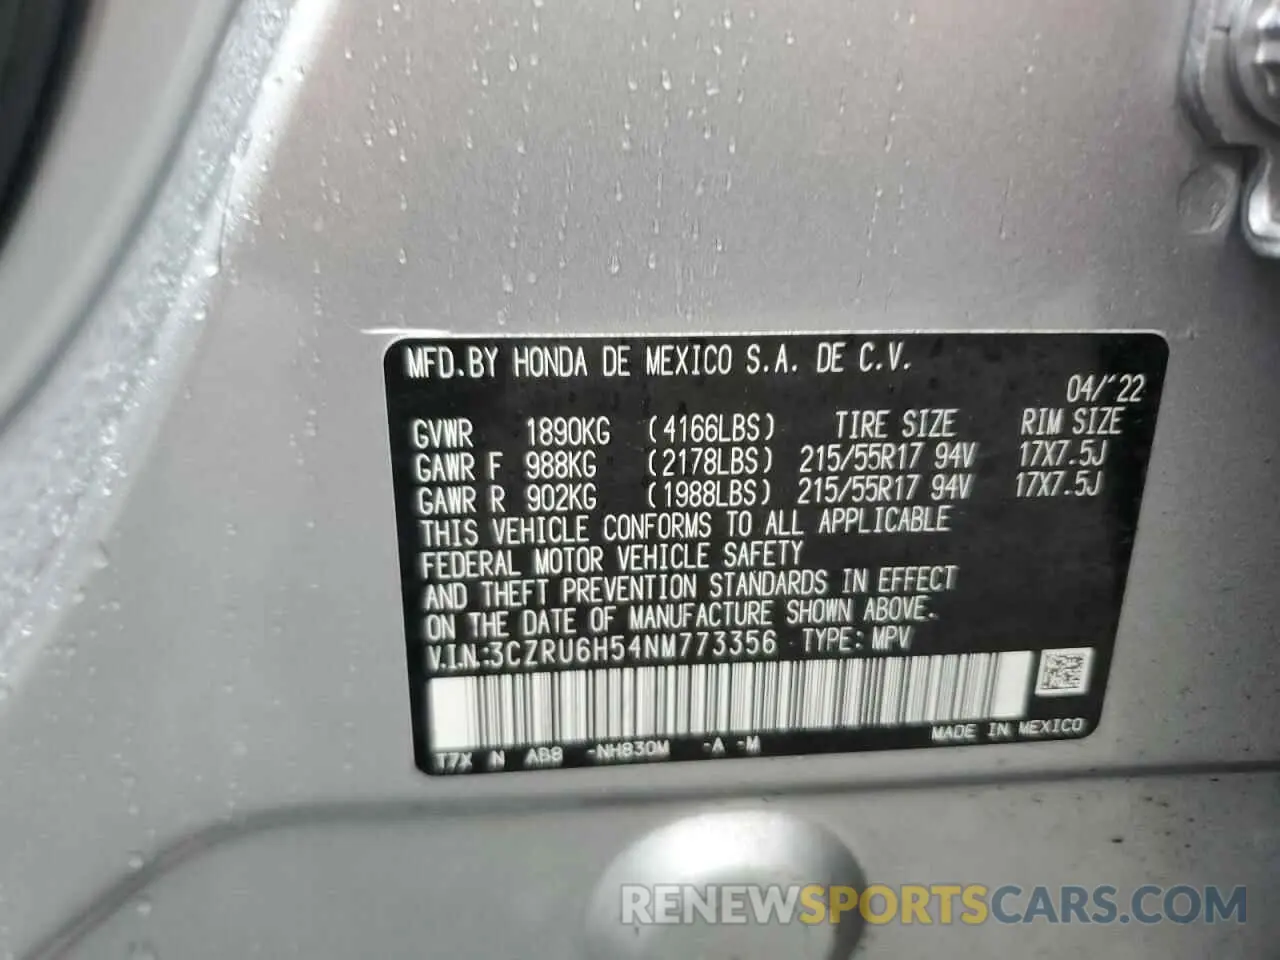 MFD.BY HONDA DE MEXICO S.A. DE C.V.
04/'22
GVWR 1890KG (4166LBS) TIRE SIZE RIM SIZE
GAWR F 988KG (2178LBS) 215/55R17 94V 17X7.5J
GAWR R 902KG (1988LBS) 215/55R17 94V 17X7.5J
THIS VEHICLE CONFORMS TO ALL APPLICABLE
FEDERAL MOTOR VEHICLE SAFETY
AND THEFT PREVENTION STANDARDS IN EFFECT
ON THE DATE OF MANUFACTURE SHOWN ABOVE.
V.I.N.:3CZRU6H54NM773356 TYPE: MPV
T7X N AB8 -NH830M -A -M MADE IN MEXICO
RENEWSPORTSCARS.COM